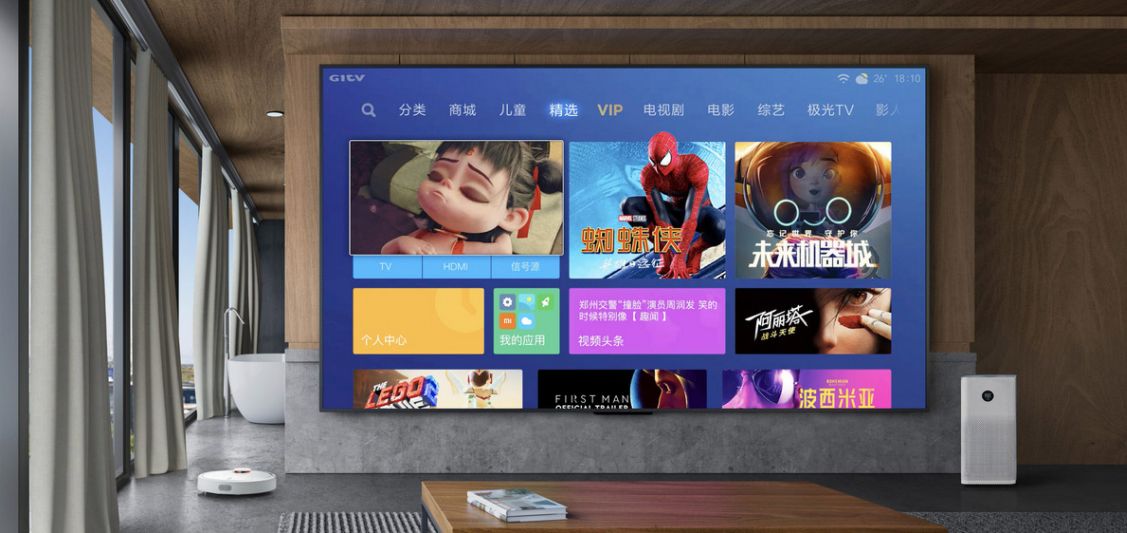 GITV
26° 18:10
分类 商城 儿童 精选 VIP 电视剧 电影 综艺 极光TV 影人
MARVEL STUDIOS
蜘蛛侠
忘记世界 守护你
未来机器城
TV HDMI 信号源
个人中心
我的应用
郑州交警“撞脸”演员周润发 笑的
时候特别像【 趣闻 】
视频头条
阿丽塔
战斗天使
THE
LEGO
FIRST MAN
OFFICIAL TRAILER
BOHEMIAN
波西米亚